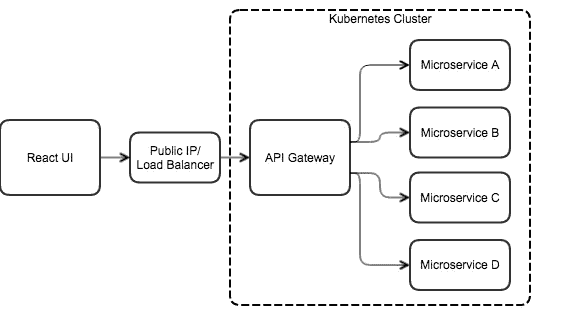 Kubernetes Cluster
React UI
Public IP/
Load Balancer
API Gateway
Microservice A
Microservice B
Microservice C
Microservice D